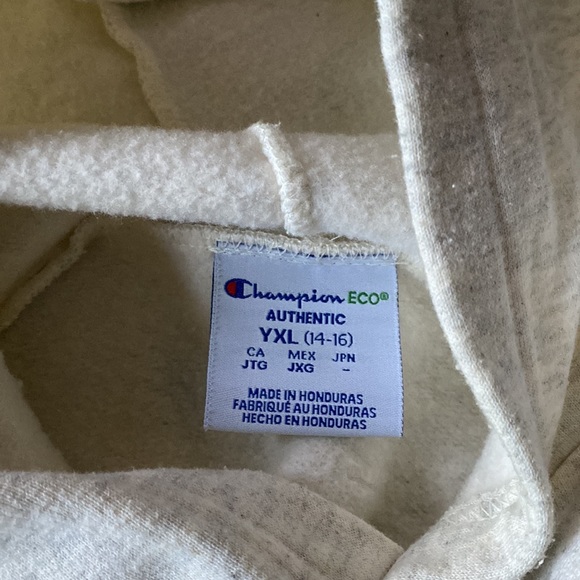 Champion ECO®
AUTHENTIC
YXL (14-16)
CA MEX JPN
JTG JXG -
MADE IN HONDURAS
FABRIQUÉ AU HONDURAS
HECHO EN HONDURAS